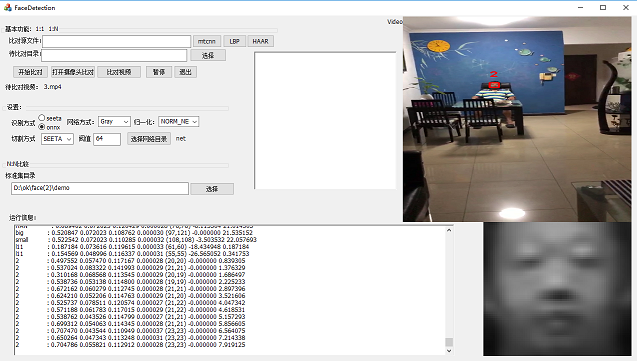 FaceDetection
基本功能: 1:1 1:N
Video
比对源文件:
mtcnn LBP HAAR
待比对目录:
选择
开始比对 打开摄像头比对 比对视频 暂停 退出
待比对视频: 3.mp4
2
设置:
识别方式 seeta 网络方式: Gray 归一化: NORM_NE
onnx
切割方式 SEETA 阈值 64 选择网络目录 net
N:N比较
标准集目录
D:\ok\face(2)\demo
选择
运行信息:
big : 0.520847 0.072023 0.108762 0.000030 (97,121) -0.000000 21.535152
small : 0.522542 0.072023 0.110285 0.000032 (108,108) -3.503532 22.057693
lt1 : 0.187184 0.073616 0.119615 0.000033 (61,60) -18.434948 0.187184
lt1 : 0.154569 0.048996 0.116337 0.000031 (55,55) -26.565052 0.341753
2 : 0.497552 0.057470 0.117167 0.000028 (20,20) -0.000000 0.839305
2 : 0.537024 0.083322 0.141993 0.000029 (21,21) -0.000000 1.376329
2 : 0.310168 0.068568 0.113545 0.000029 (20,19) -0.000000 1.686497
2 : 0.538736 0.053138 0.114800 0.000028 (19,19) -0.000000 2.225233
2 : 0.672162 0.060279 0.112745 0.000028 (21,21) -0.000000 2.897396
2 : 0.624210 0.052206 0.114763 0.000029 (21,20) -0.000000 3.521606
2 : 0.525737 0.078511 0.120574 0.000027 (21,22) -0.000000 4.047342
2 : 0.571188 0.061783 0.117015 0.000029 (21,22) -0.000000 4.618531
2 : 0.538762 0.043526 0.114799 0.000029 (21,21) -0.000000 5.157293
2 : 0.699312 0.054063 0.114345 0.000028 (21,21) -0.000000 5.856605
2 : 0.707470 0.043544 0.110949 0.000037 (23,23) -0.000000 6.564075
2 : 0.650264 0.047343 0.113248 0.000028 (23,23) -0.000000 7.214338
2 : 0.704786 0.055821 0.112912 0.000028 (23,23) -0.000000 7.919125